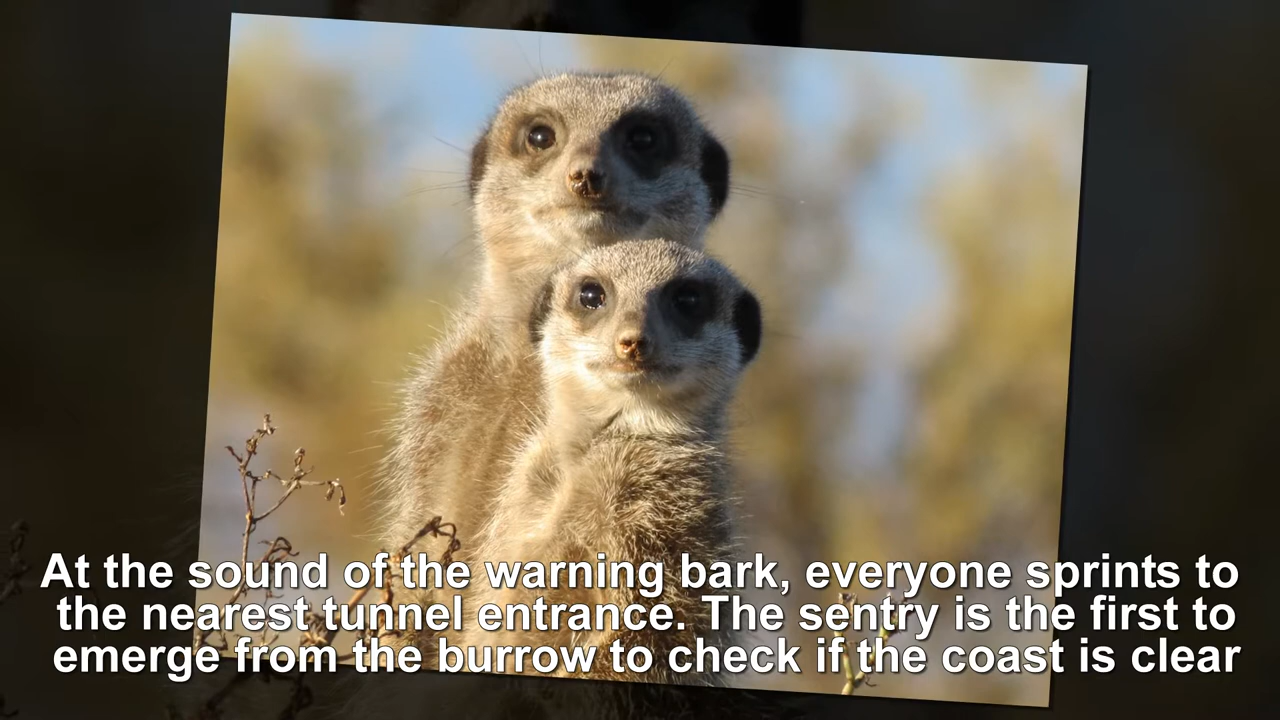 At the sound of the warning bark, everyone sprints to
the nearest tunnel entrance. The sentry is the first to
emerge from the burrow to check if the coast is clear